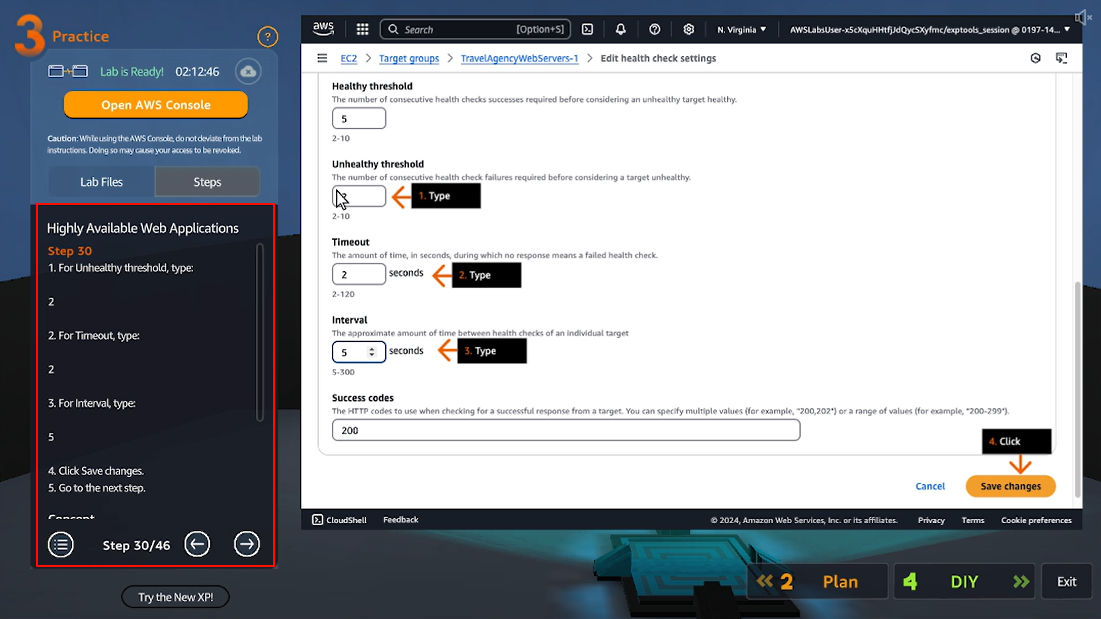 3 Practice
?
Lab is Ready! 02:12:46
Open AWS Console
Caution: While using the AWS Console, do not deviate from the lab
instructions. Doing so may cause your access to be revoked.
Lab Files
Steps
Highly Available Web Applications
Step 30
1. For Unhealthy threshold, type:
2
2. For Timeout, type:
2
3. For Interval, type:
5
4. Click Save changes.
5. Go to the next step.
Concept
Step 30/46
Try the New XP!
aws
Search
[Option+S]
N. Virginia
AWSLabsUser-x5cXquHHtfjJdQycSXyfmc/exptools_session @ 0197-14...
EC2 > Target groups > TravelAgencyWebServers-1 > Edit health check settings
Healthy threshold
The number of consecutive health checks successes required before considering an unhealthy target healthy.
5
2-10
Unhealthy threshold
The number of consecutive health check failures required before considering a target unhealthy.
1. Type
2-10
Timeout
The amount of time, in seconds, during which no response means a failed health check.
2 seconds
2. Type
2-120
Interval
The approximate amount of time between health checks of an individual target
5 seconds
3. Type
5-300
Success codes
The HTTP codes to use when checking for a successful response from a target. You can specify multiple values (for example, "200,202") or a range of values (for example, "200-299").
200
4. Click
Cancel
Save changes
CloudShell
Feedback
© 2024, Amazon Web Services, Inc. or its affiliates.
Privacy
Terms
Cookie preferences
2 Plan
4 DIY
Exit